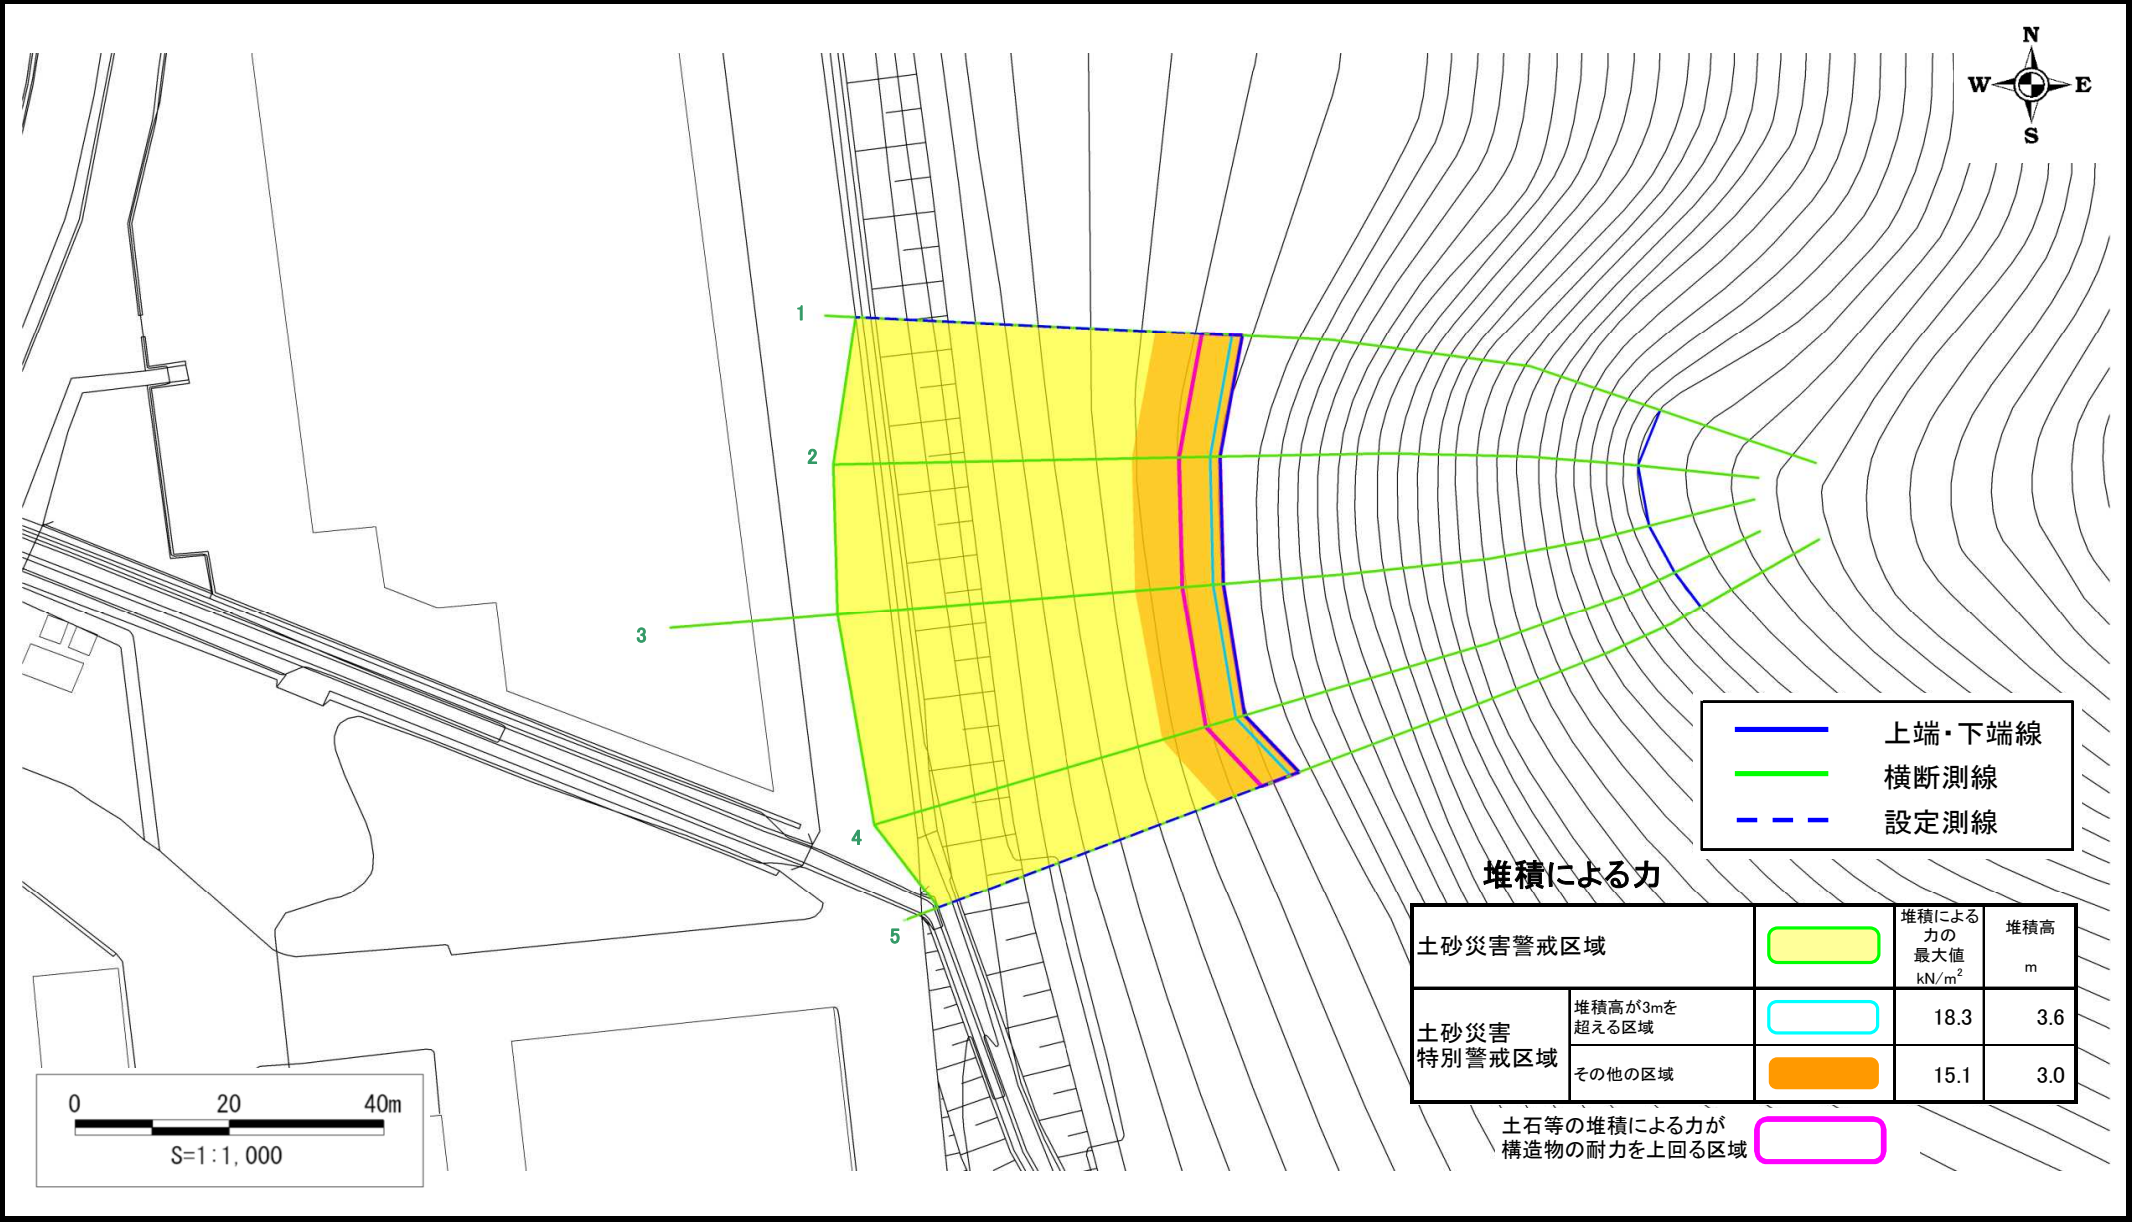 N
W E
S
1
2
3
4
5
上端・下端線
横断測線
設定測線
堆積による力
土砂災害警戒区域
堆積による
力の
最大値
kN/m²
堆積高
m
土砂災害
特別警戒区域
堆積高が3mを
超える区域
18.3 3.6
その他の区域
15.1 3.0
土石等の堆積による力が
構造物の耐力を上回る区域
0 20 40m
S=1:1,000